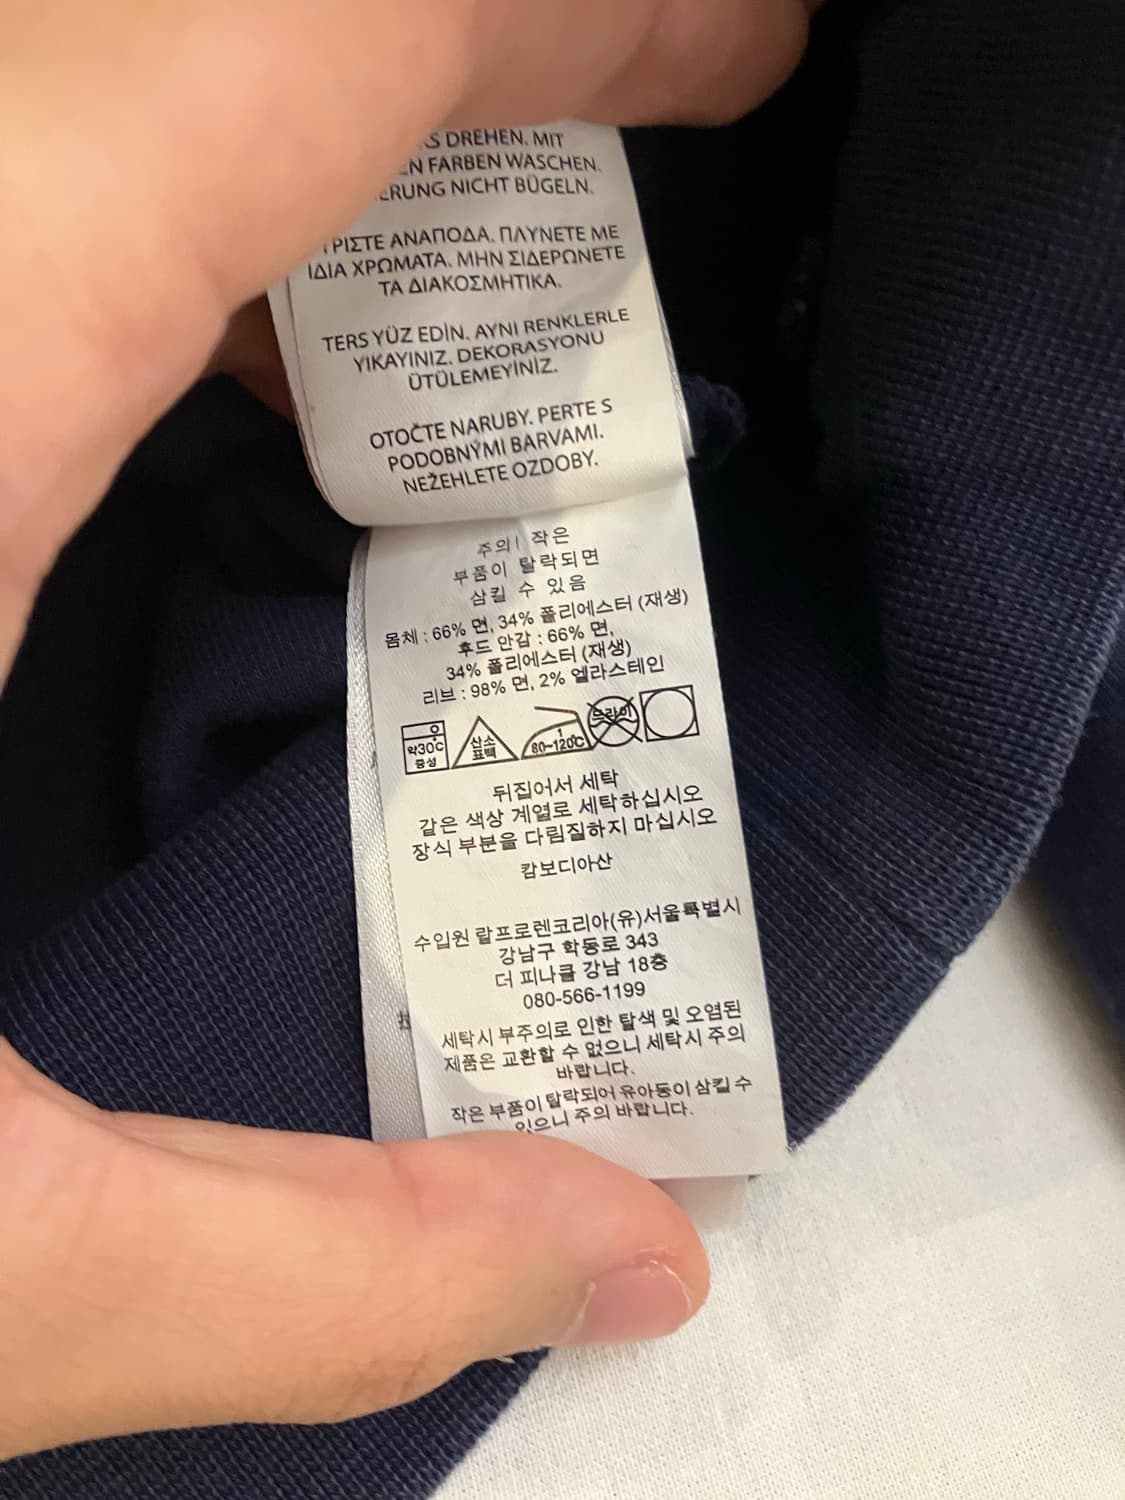 DREHEN. MIT
FARBEN WASCHEN.
NICHT BÜGELN.
ΑΝΑΠΟΔΑ. ΠΛΥΝΕΤΕ ΜΕ
ΙΔΙΑ ΧΡΩΜΑΤΑ. ΜΗΝ ΣΙΔΕΡΩΝΕΤΕ
ΤΑ ΔΙΑΚΟΣΜΗΤΙΚΑ.
TERS YÜZ EDİN. AYNI RENKLERLE
YIKAYINIZ. DEKORASYONU
ÜTÜLEMEYİNİZ.
OTOČTE NARUBY. PERTE S
PODOBNÝMI BARVAMI.
NEŽEHLETE OZDOBY.
주의! 작은
부품이 탈락되면
삼킬 수 있음
몸체 : 66% 면, 34% 폴리에스터 (재생)
후드 안감 : 66% 면,
34% 폴리에스터 (재생)
리브 : 98% 면, 2% 엘라스테인
약30℃
중성
산소
표백
1
80~120℃
드라이
뒤집어서 세탁
같은 색상 계열로 세탁하십시오
장식 부분을 다림질하지 마십시오
캄보디아산
수입원 랄프로렌코리아(유)서울특별시
강남구 학동로 343
더 피나클 강남 18층
080-566-1199
세탁시 부주의로 인한 탈색 및 오염된
제품은 교환할 수 없으니 세탁시 주의
바랍니다.
작은 부품이 탈락되어 유아동이 삼킬 수
있으니 주의 바랍니다.